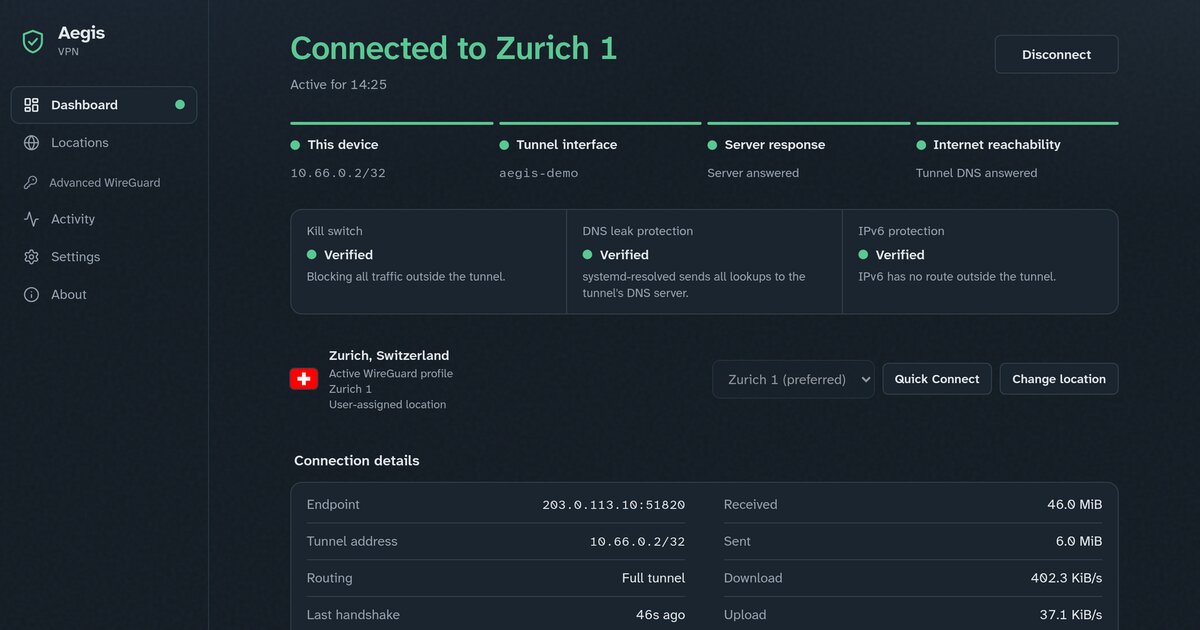 Aegis
VPN
Dashboard
Locations
Advanced WireGuard
Activity
Settings
About
Connected to Zurich 1
Active for 14:25
Disconnect
This device
10.66.0.2/32
Tunnel interface
aegis-demo
Server response
Server answered
Internet reachability
Tunnel DNS answered
Kill switch
Verified
Blocking all traffic outside the tunnel.
DNS leak protection
Verified
systemd-resolved sends all lookups to the
tunnel's DNS server.
IPv6 protection
Verified
IPv6 has no route outside the tunnel.
Zurich, Switzerland
Active WireGuard profile
Zurich 1
User-assigned location
Zurich 1 (preferred)
Quick Connect
Change location
Connection details
Endpoint 203.0.113.10:51820
Received 46.0 MiB
Tunnel address 10.66.0.2/32
Sent 6.0 MiB
Routing Full tunnel
Download 402.3 KiB/s
Last handshake 46s ago
Upload 37.1 KiB/s